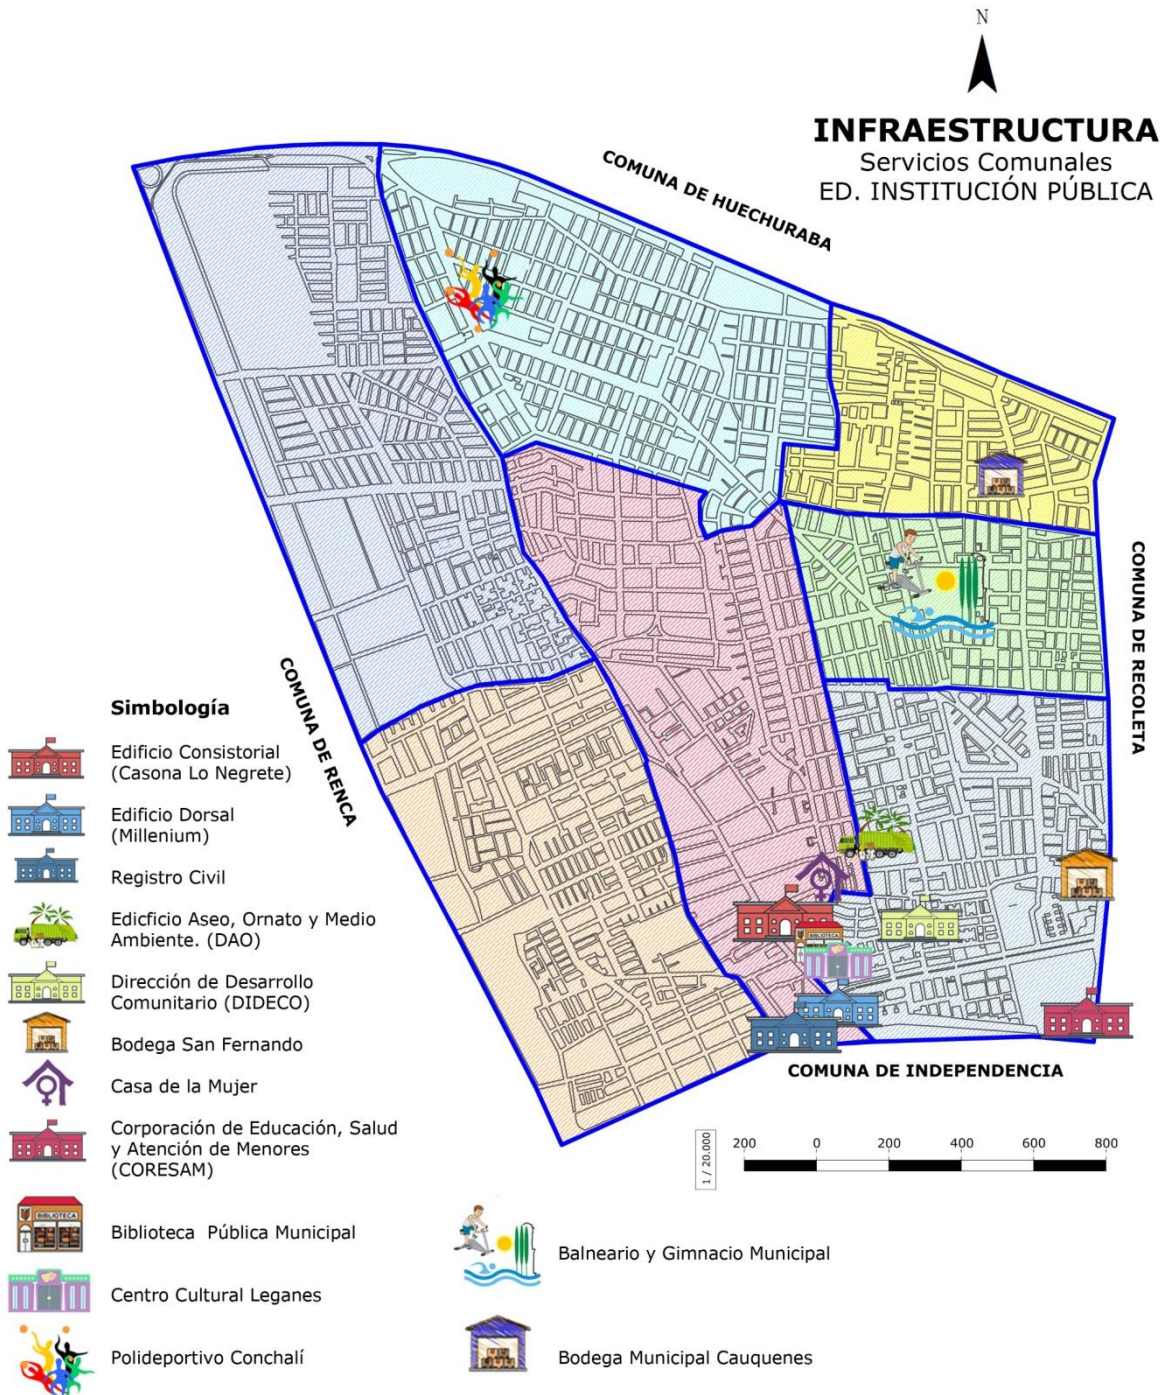 N
INFRAESTRUCTURA
Servicios Comunales
ED. INSTITUCIÓN PÚBLICA
COMUNA DE HUECHURABA
COMUNA DE RECOLETA
COMUNA DE RENCA
COMUNA DE INDEPENDENCIA
BIBLIOTECA
1 / 20.000
200 0 200 400 600 800
Simbología
Edificio Consistorial
(Casona Lo Negrete)
Edificio Dorsal
(Millenium)
Registro Civil
Edicficio Aseo, Ornato y Medio
Ambiente. (DAO)
Dirección de Desarrollo
Comunitario (DIDECO)
Bodega San Fernando
Casa de la Mujer
Corporación de Educación, Salud
y Atención de Menores
(CORESAM)
BIBLIOTECA
Biblioteca Pública Municipal
Centro Cultural Leganes
Polideportivo Conchalí
Balneario y Gimnacio Municipal
Bodega Municipal Cauquenes